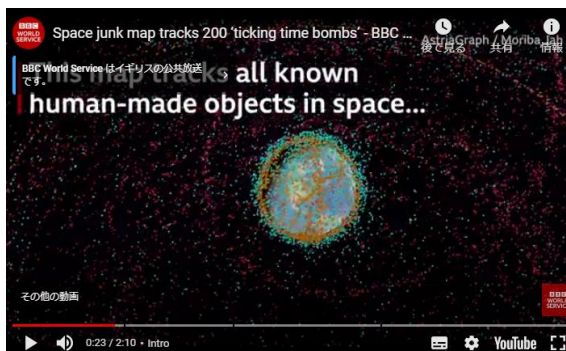 BBC
WORLD
SERVICE
Space junk map tracks 200 ‘ticking time bombs’ - BBC ...
AstriaGraph / Moriba Jah
後で見る
共有
情報
BBC World Service はイギリスの公共放送
です。
This map tracks all known
human-made objects in space...
その他の動画
BBC
WORLD
SERVICE
0:23 / 2:10 • Intro
YouTube